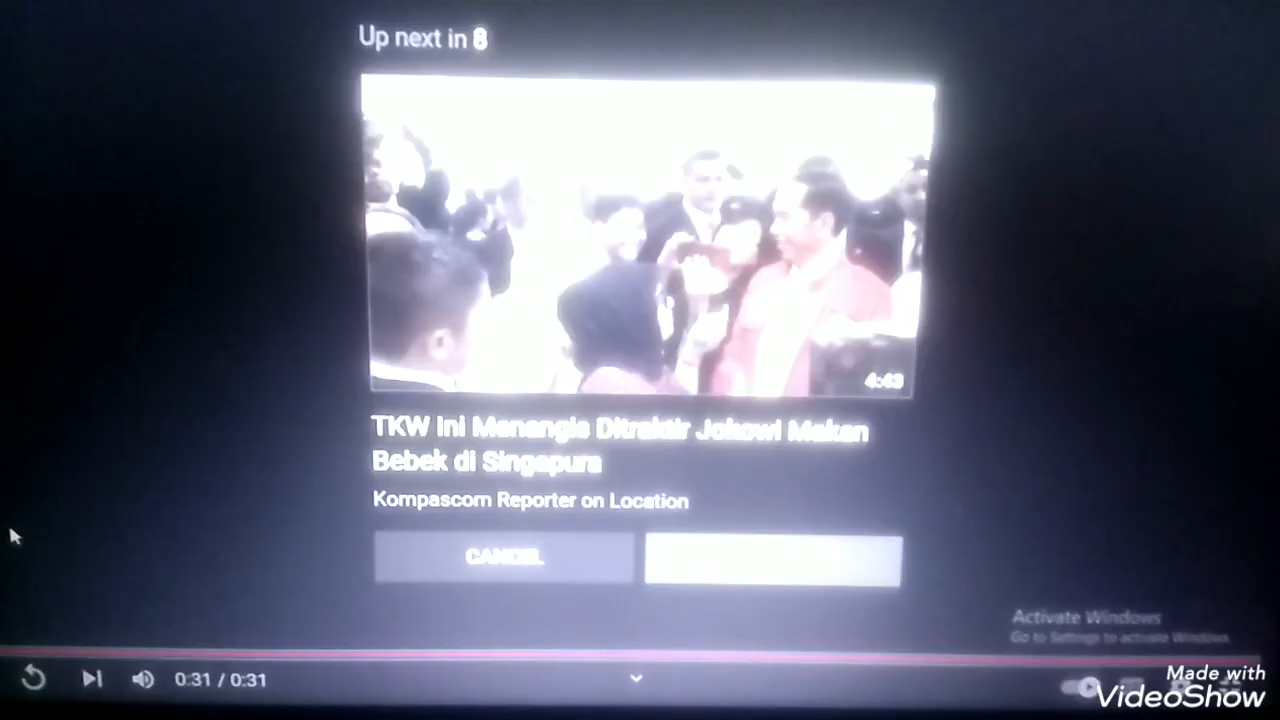 Up next in 8
4:43
TKW Ini Menangis Ditraktir Jokowi Makan
Bebek di Singapura
Kompascom Reporter on Location
CANCEL
Activate Windows
Go to Settings to activate Windows.
0:31 / 0:31
Made with
VideoShow